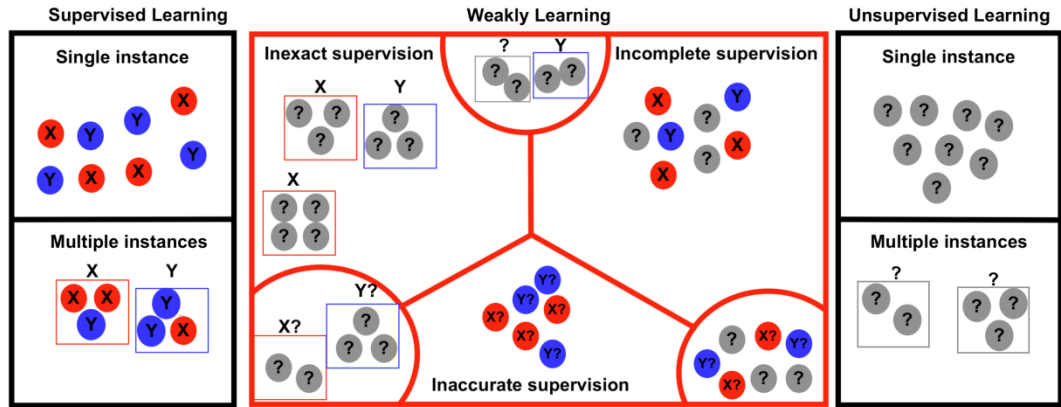 Supervised Learning
Weakly Learning
Unsupervised Learning
Single instance
X
Y
Y
X
Y
Y
X
X
Multiple instances
X
Y
X X
Y
Y
Y X
Inexact supervision
X
Y
? ?
?
?
? ?
X
? ?
? ?
? Y
?
?
? ?
Incomplete supervision
X
Y
?
? Y
X
?
X
X?
Y?
? ?
?
? ?
Y?
Y?
X?
X?
X?
Y?
Inaccurate supervision
?
X?
Y?
Y?
X?
?
?
Single instance
? ? ? ?
? ? ?
?
Multiple instances
?
?
?
?
? ?
?